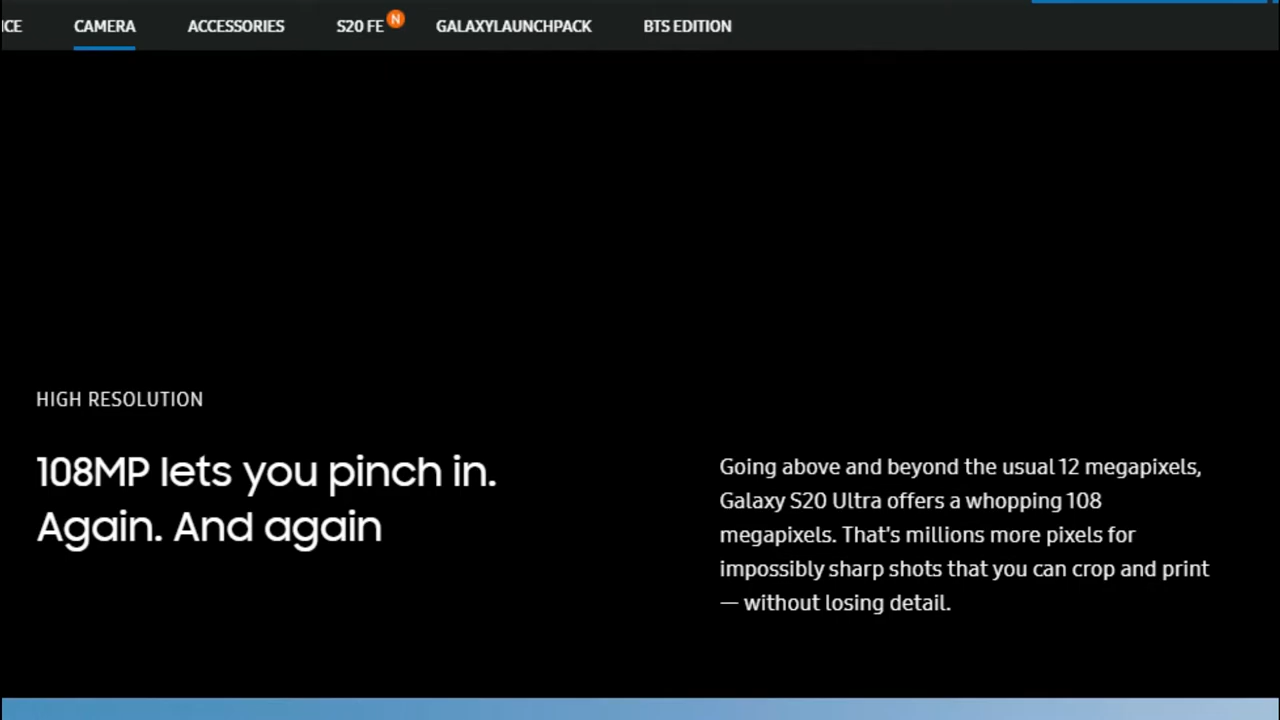 CE CAMERA ACCESSORIES S20 FE N GALAXYLAUNCHPACK BTS EDITION
HIGH RESOLUTION
108MP lets you pinch in.
Again. And again
Going above and beyond the usual 12 megapixels,
Galaxy S20 Ultra offers a whopping 108
megapixels. That's millions more pixels for
impossibly sharp shots that you can crop and print
— without losing detail.